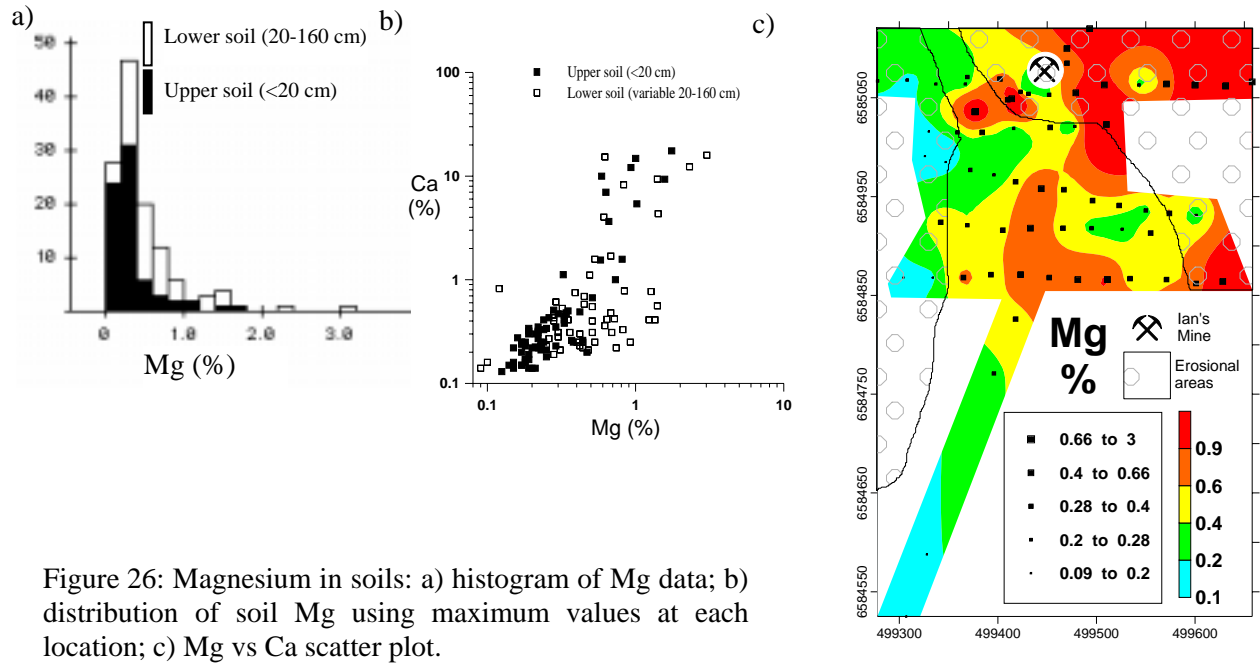 a)
Lower soil (20-160 cm)
Upper soil (<20 cm)
50
40
30
20
10
0
1.0
2.0
3.0
Mg (%)
b)
Upper soil (<20 cm)
Lower soil (variable 20-160 cm)
100
10
1
0.1
Ca
(%)
0.1
1
10
Mg (%)
c)
6585050
6584950
6584850
6584750
6584650
6584550
499300
499400
499500
499600
Mg
%
Ian's
Mine
Erosional
areas
0.66 to 3
0.4 to 0.66
0.28 to 0.4
0.2 to 0.28
0.09 to 0.2
0.9
0.6
0.4
0.2
0.1
Figure 26: Magnesium in soils: a) histogram of Mg data; b)
distribution of soil Mg using maximum values at each
location; c) Mg vs Ca scatter plot.